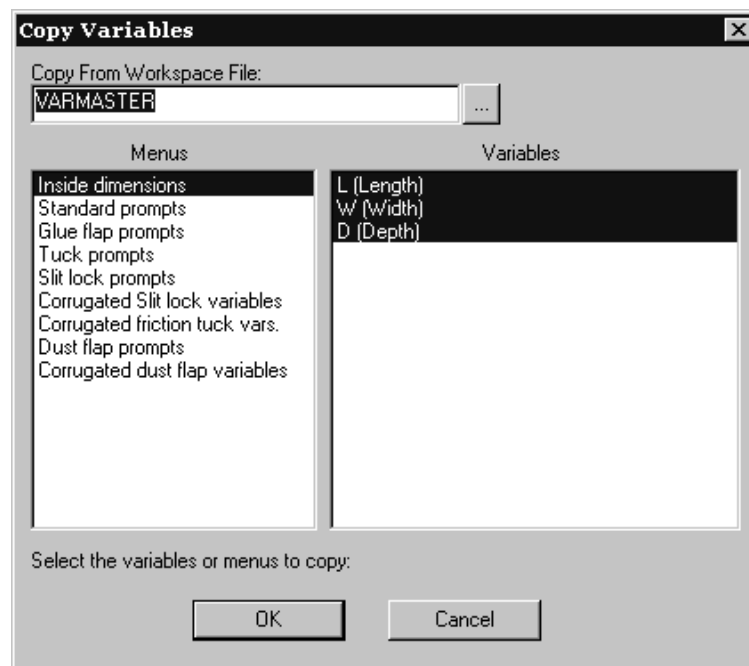 Copy Variables
Copy From Workspace File:
VARMASTER
...
Menus
Variables
Inside dimensions
Standard prompts
Glue flap prompts
Tuck prompts
Slit lock prompts
Corrugated Slit lock variables
Corrugated friction tuck vars.
Dust flap prompts
Corrugated dust flap variables
L (Length)
W (Width)
D (Depth)
Select the variables or menus to copy:
OK
Cancel